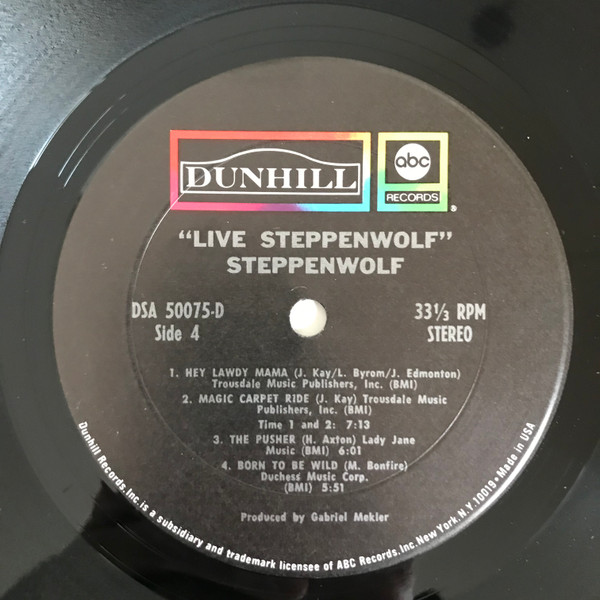 DUNHILL
abc
RECORDS
®
"LIVE STEPPENWOLF"
STEPPENWOLF
DSA 50075-D
Side 4
33⅓ RPM
STEREO
1. HEY LAWDY MAMA (J. Kay/L. Byrom/J. Edmonton)
Trousdale Music Publishers, Inc. (BMI)
2. MAGIC CARPET RIDE (J. Kay) Trousdale Music
Publishers, Inc. (BMI)
Time 1 and 2: 7:13
3. THE PUSHER (H. Axton) Lady Jane
Music (BMI) 6:01
4. BORN TO BE WILD (M. Bonfire)
Duchess Music Corp.
(BMI) 5:51
Produced by Gabriel Mekler
Dunhill Records, Inc. is a subsidiary and trademark licensee of ABC Records, Inc. New York, N.Y. 10019 • Made in USA